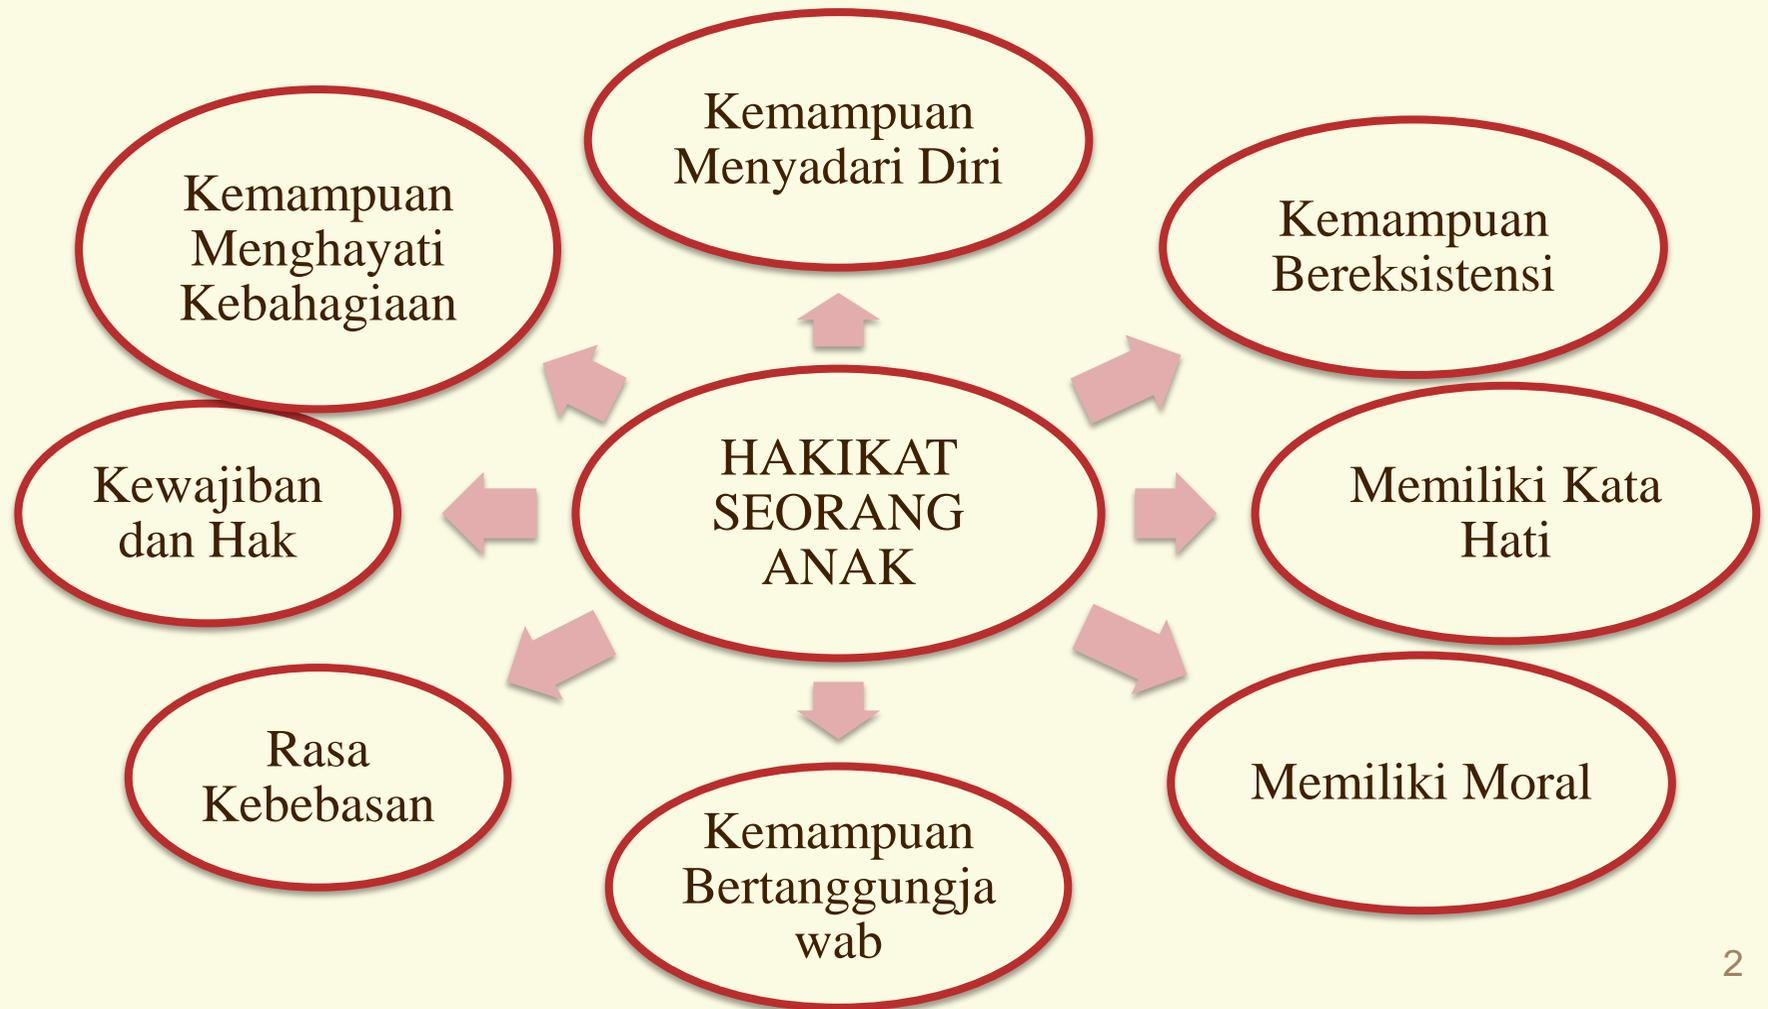 Kemampuan
Menyadari Diri
Kemampuan
Menghayati
Kebahagiaan
Kemampuan
Bereksistensi
HAKIKAT
SEORANG
ANAK
Kewajiban
dan Hak
Memiliki Kata
Hati
Rasa
Kebebasan
Kemampuan
Bertanggungja
wab
Memiliki Moral
2